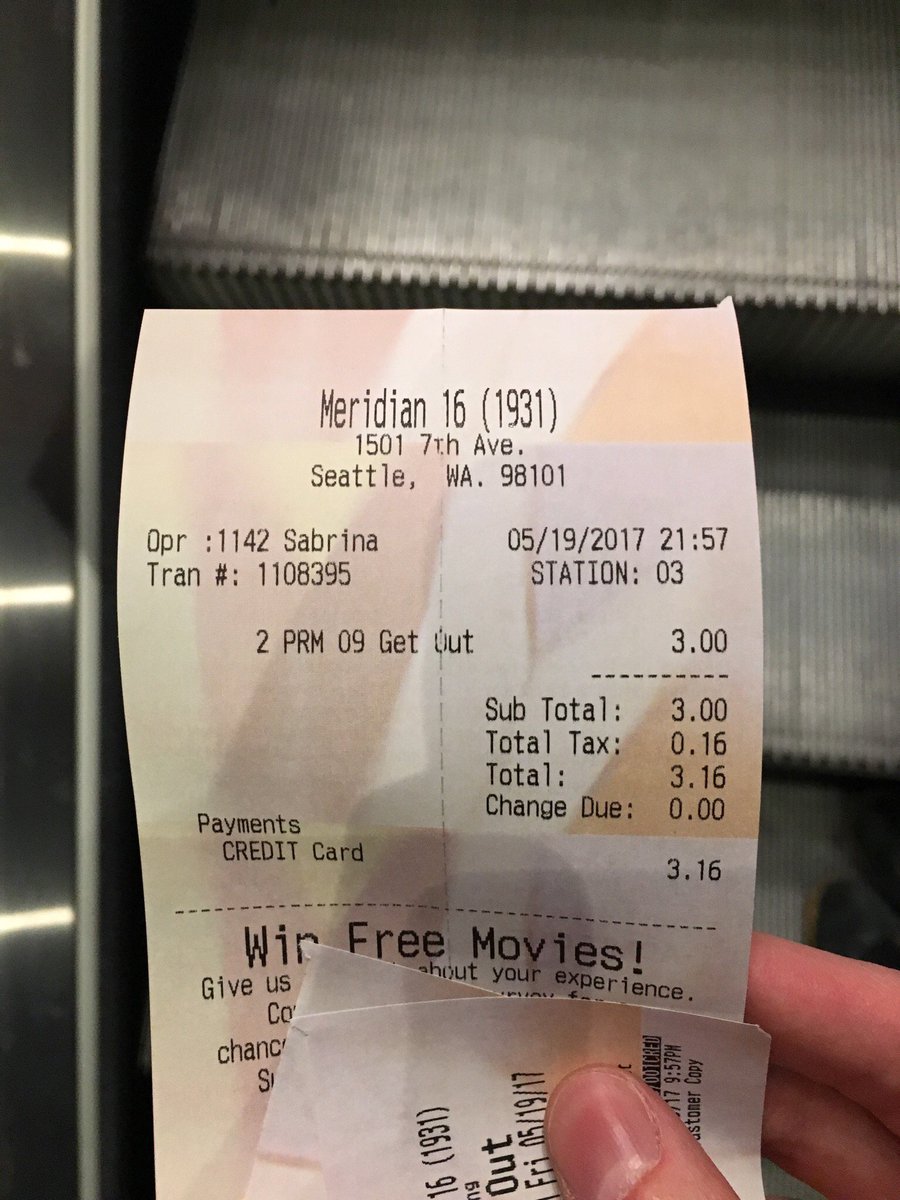 Meridian 16 (1931)
1501 7th Ave.
Seattle, WA. 98101
Opr :1142 Sabrina 05/19/2017 21:57
Tran #: 1108395 STATION: 03
2 PRM 09 Get Out 3.00
----------
Sub Total: 3.00
Total Tax: 0.16
Total: 3.16
Change Due: 0.00
Payments
CREDIT Card 3.16
Win Free Movies!
Give us about your experience.
16 (1931)
Out
Fri 05/19/17
17 9:57PM
Copy